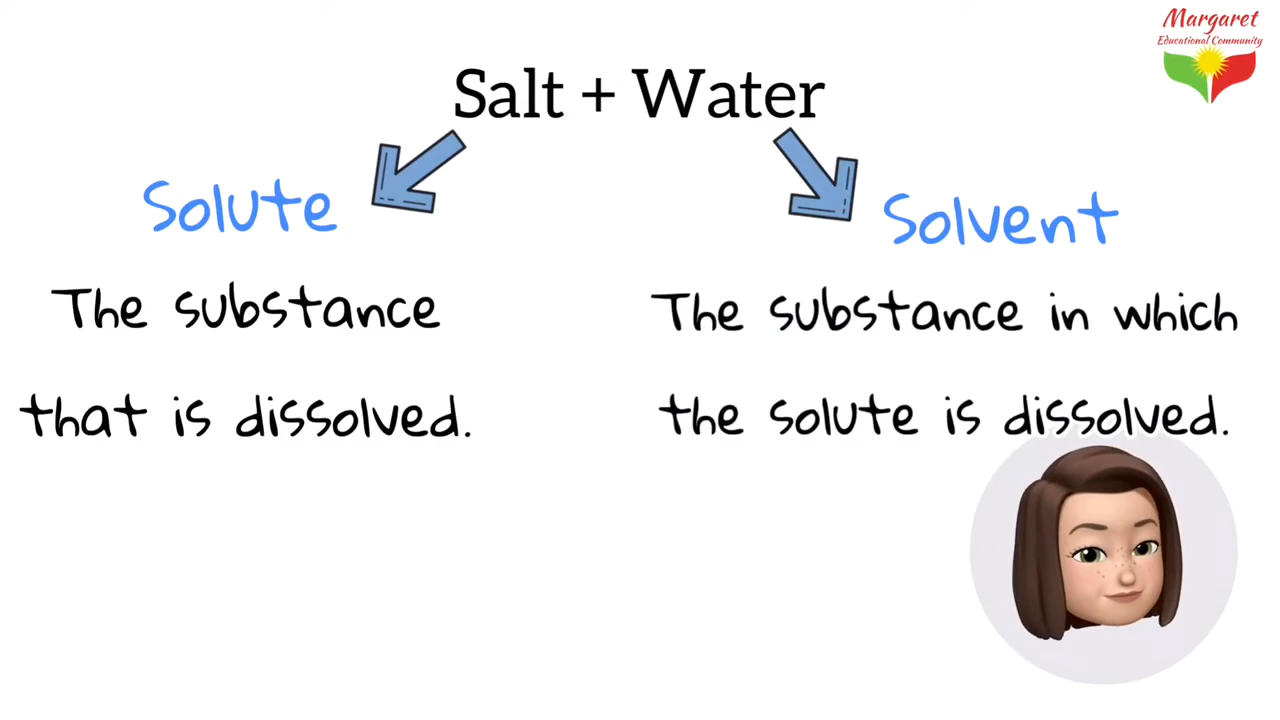 Margaret
Educational Community
Salt + Water
Solute
The substance
that is dissolved.
Solvent
The substance in which
the solute is dissolved.